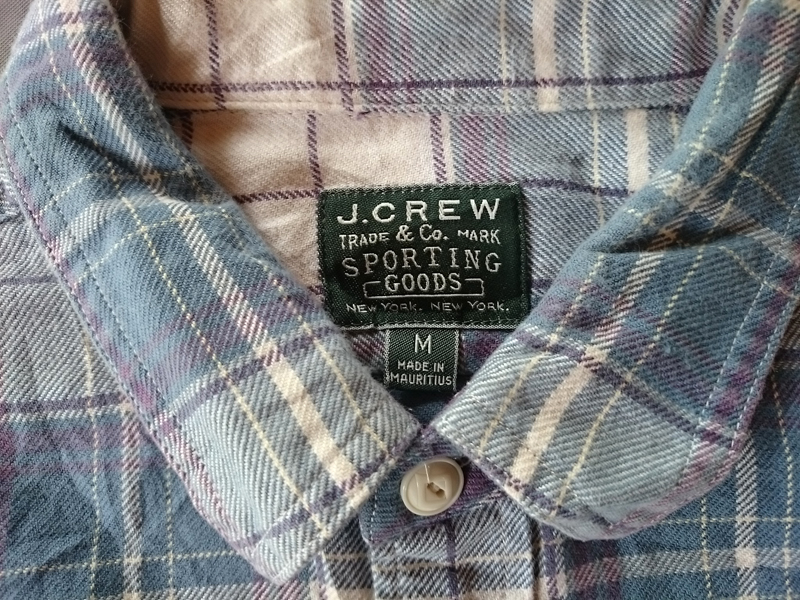 J.CREW
TRADE & Co. MARK
SPORTING
GOODS
NEW YORK. NEW YORK.
M
MADE IN
MAURITIUS